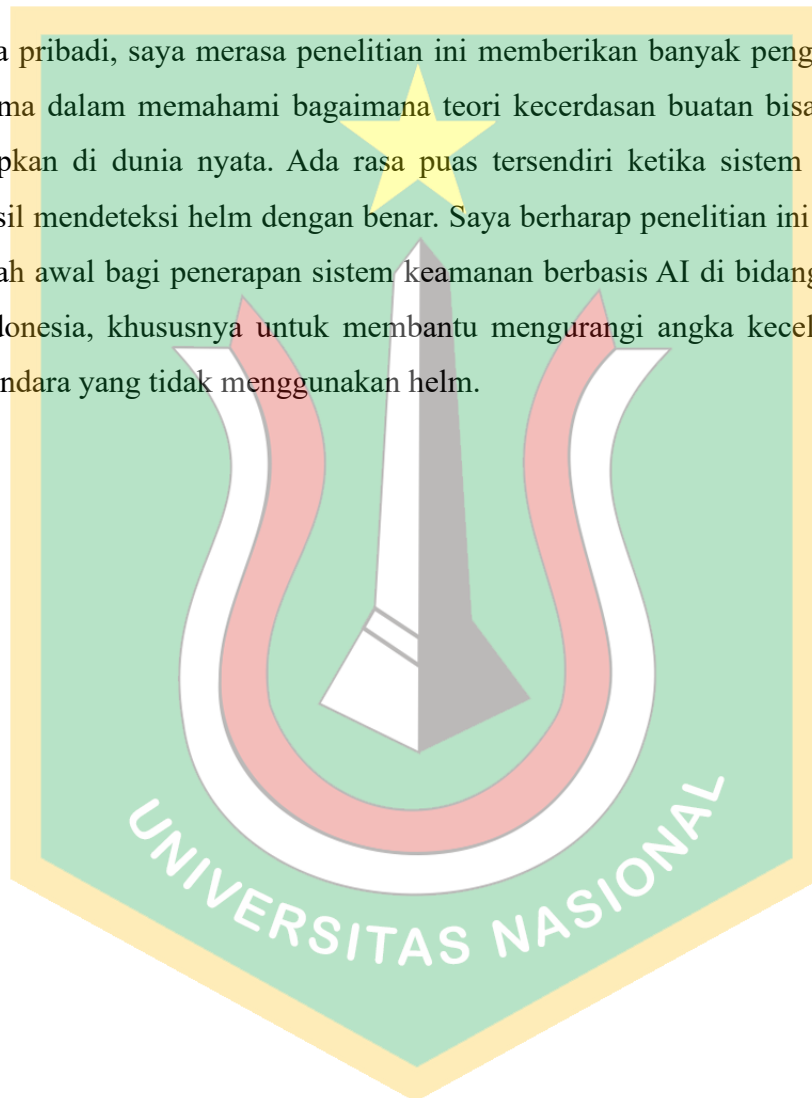 a pribadi, saya merasa penelitian ini memberikan banyak peng
ma dalam memahami bagaimana teori kecerdasan buatan bisa
pkan di dunia nyata. Ada rasa puas tersendiri ketika sistem
sil mendeteksi helm dengan benar. Saya berharap penelitian ini
ah awal bagi penerapan sistem keamanan berbasis AI di bidang
donesia, khususnya untuk membantu mengurangi angka kecel
ndara yang tidak menggunakan helm.
UNIVERSITAS NASIONAL